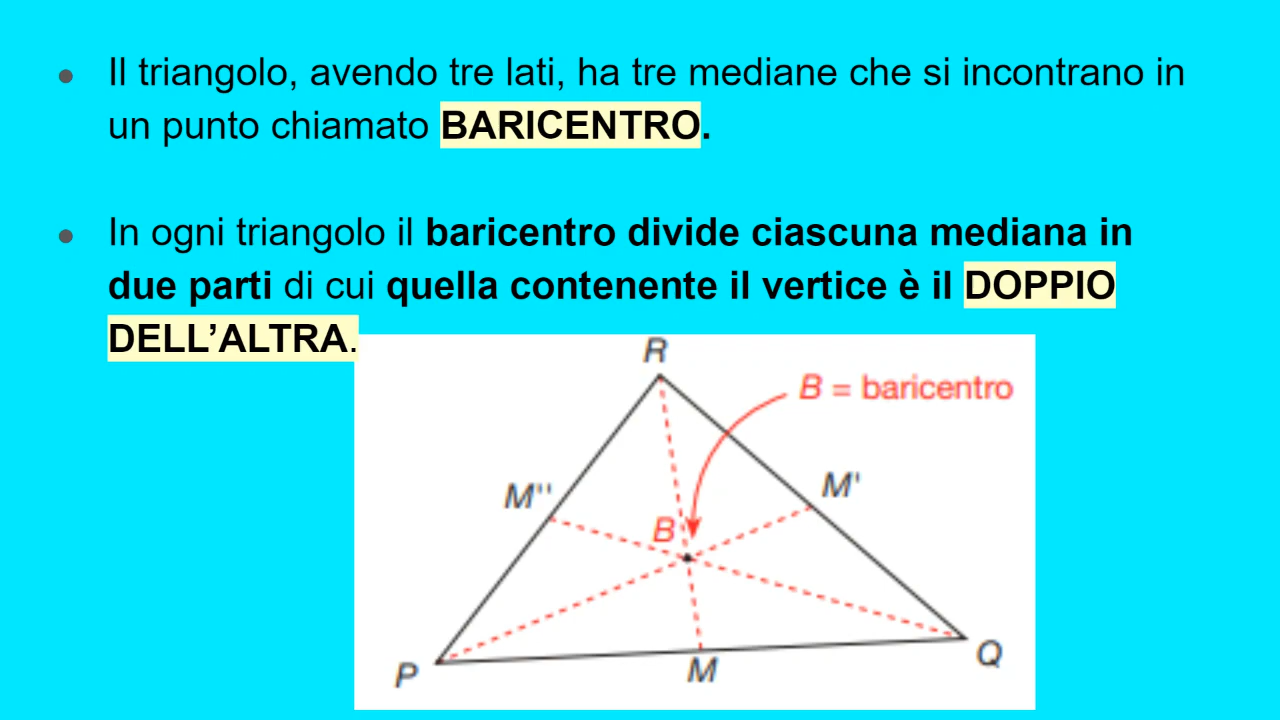 Il triangolo, avendo tre lati, ha tre mediane che si incontrano in
un punto chiamato BARICENTRO.
In ogni triangolo il baricentro divide ciascuna mediana in
due parti di cui quella contenente il vertice è il DOPPIO
DELL’ALTRA.
R
B = baricentro
M''
M'
B
P
M
Q